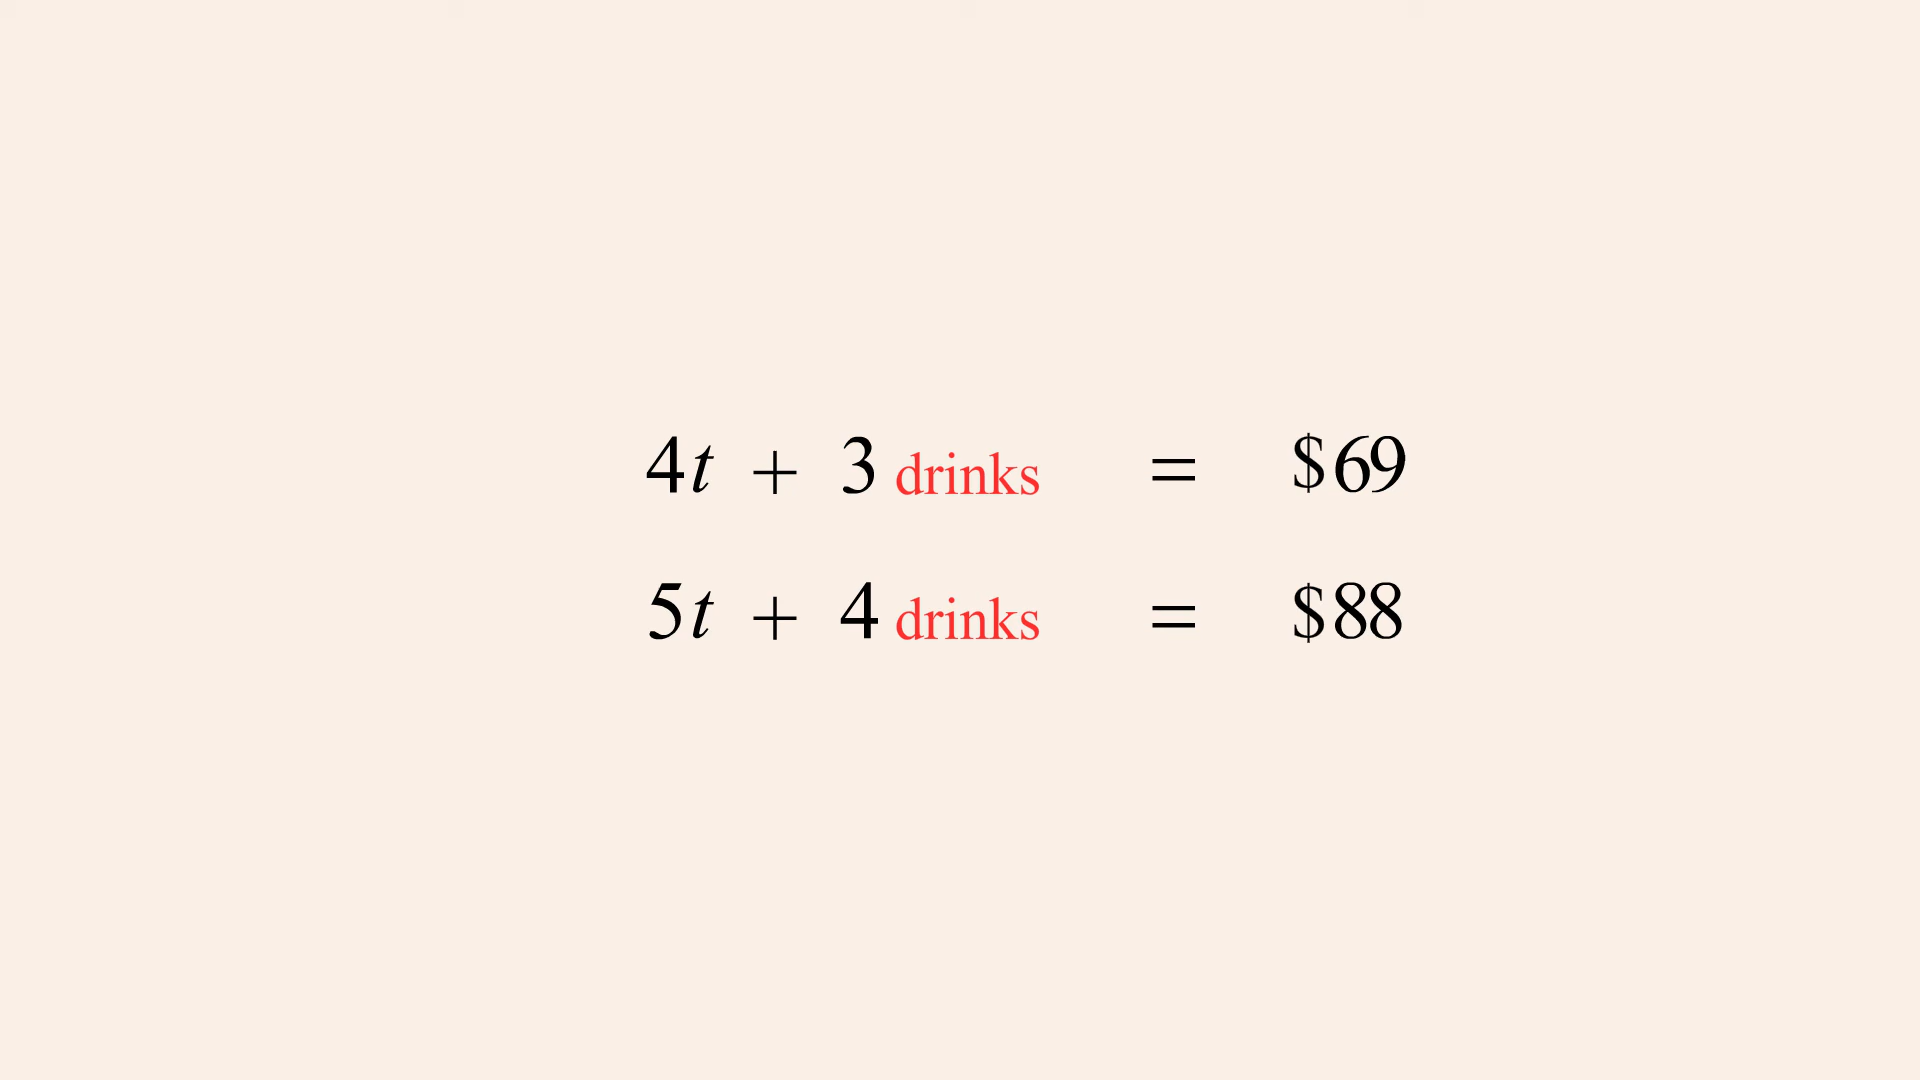 4t + 3 drinks = $69
5t + 4 drinks = $88